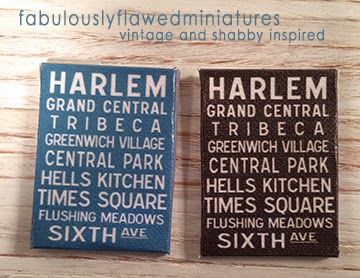 fabulouslyflawedminiatures
vintage and shabby inspired
HARLEM
GRAND CENTRAL
TRIBECA
GREENWICH VILLAGE
CENTRAL PARK
HELLS KITCHEN
TIMES SQUARE
FLUSHING MEADOWS
SIXTH AVE
HARLEM
GRAND CENTRAL
TRIBECA
GREENWICH VILLAGE
CENTRAL PARK
HELLS KITCHEN
TIMES SQUARE
FLUSHING MEADOWS
SIXTH AVE